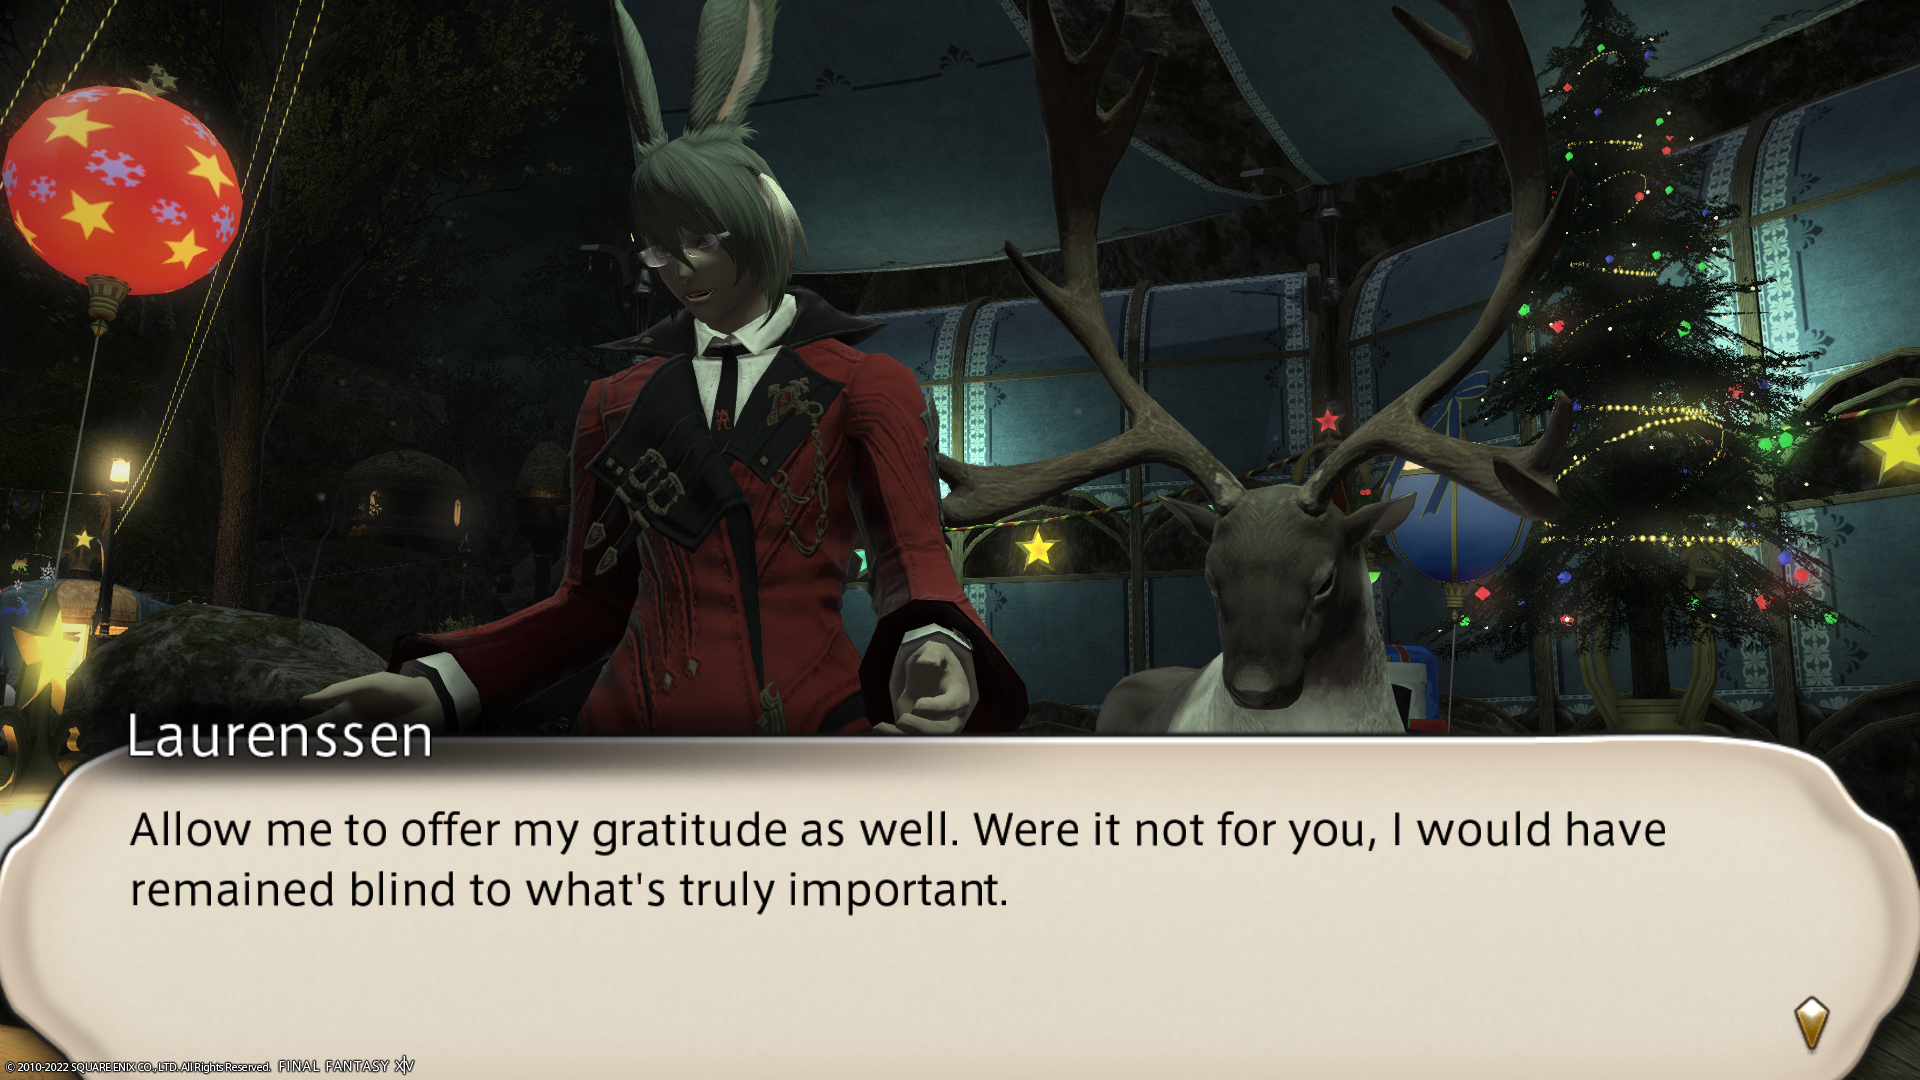 Laurenssen
Allow me to offer my gratitude as well. Were it not for you, I would have
remained blind to what's truly important.
© 2010-2022 SQUARE ENIX CO., LTD. All Rights Reserved. FINAL FANTASY XIV